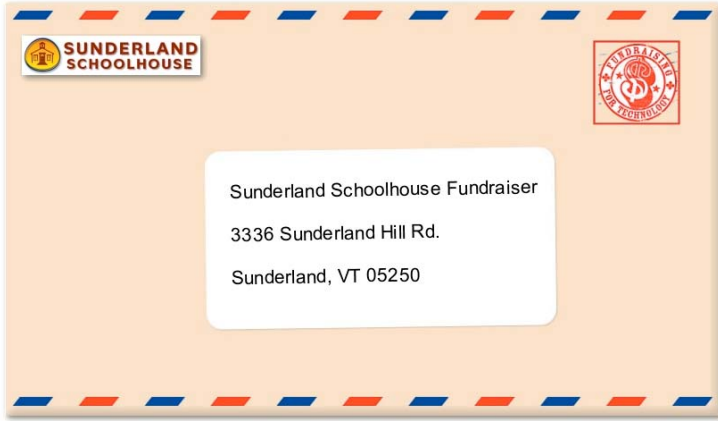 SUNDERLAND
SCHOOLHOUSE
FUNDRAISING
FOR TECHNOLOGY
Sunderland Schoolhouse Fundraiser
3336 Sunderland Hill Rd.
Sunderland, VT 05250